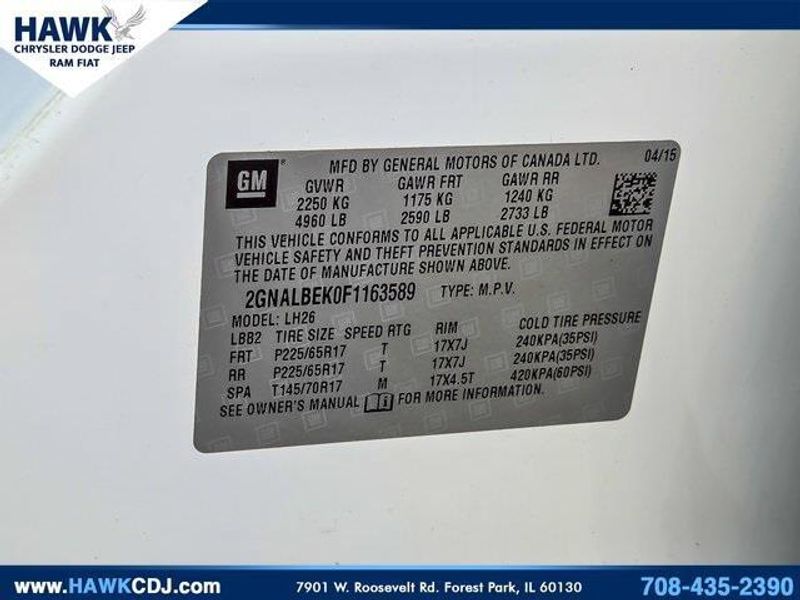 HAWK
CHRYSLER DODGE JEEP
RAM FIAT
GM ® MFD BY GENERAL MOTORS OF CANADA LTD. 04/15
GVWR GAWR FRT GAWR RR
2250 KG 1175 KG 1240 KG
4960 LB 2590 LB 2733 LB
THIS VEHICLE CONFORMS TO ALL APPLICABLE U.S. FEDERAL MOTOR
VEHICLE SAFETY AND THEFT PREVENTION STANDARDS IN EFFECT ON
THE DATE OF MANUFACTURE SHOWN ABOVE.
2GNALBEK0F1163589 TYPE: M.P.V.
MODEL: LH26
LBB2 TIRE SIZE SPEED RTG RIM COLD TIRE PRESSURE
FRT P225/65R17 T 17X7J 240KPA(35PSI)
RR P225/65R17 T 17X7J 240KPA(35PSI)
SPA T145/70R17 M 17X4.5T 420KPA(60PSI)
SEE OWNER'S MANUAL FOR MORE INFORMATION.
www.HAWKCDJ.com 7901 W. Roosevelt Rd. Forest Park, IL 60130 708-435-2390